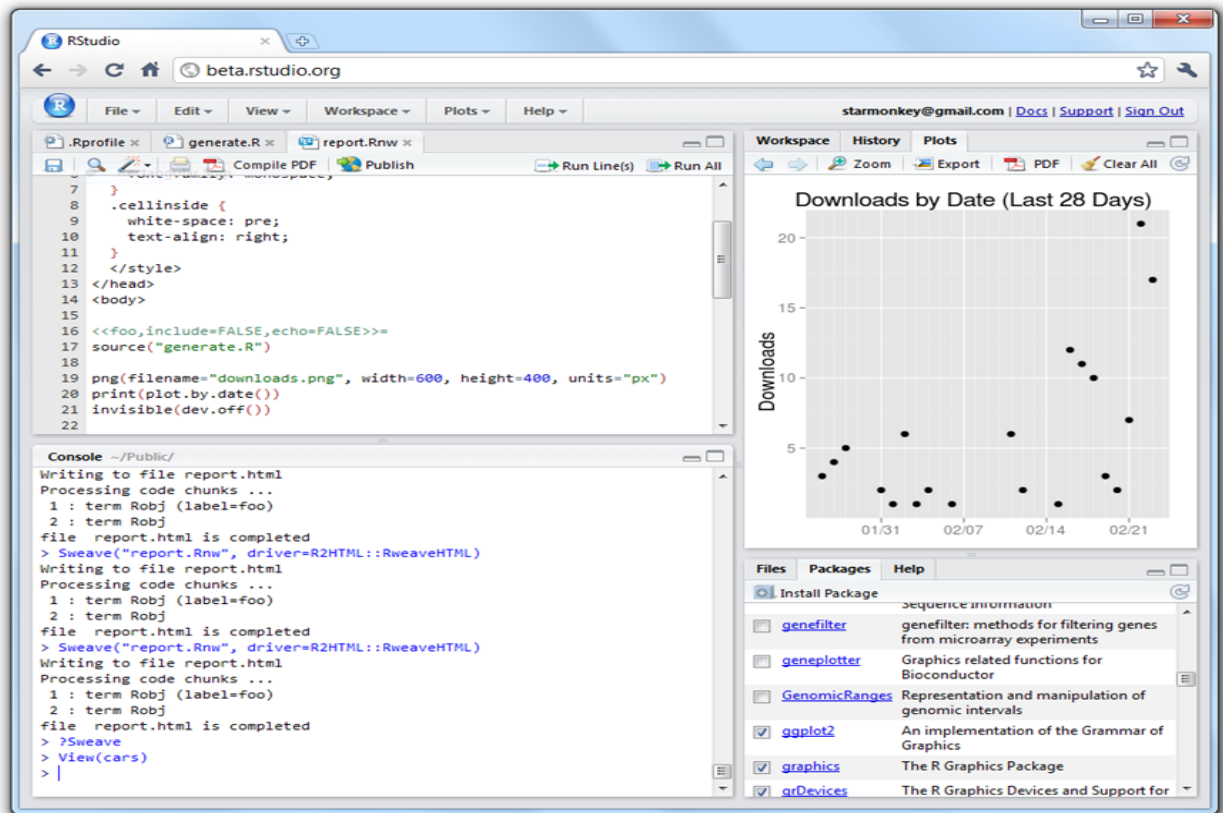 RStudio
beta.rstudio.org
File Edit View Workspace Plots Help starmonkey@gmail.com | Docs | Support | Sign Out
.Rprofile generate.R report.Rnw
Compile PDF Publish Run Line(s) Run All
7 }
8 .cellinside {
9 white-space: pre;
10 text-align: right;
11 }
12 </style>
13 </head>
14 <body>
15
16 <<foo,include=FALSE,echo=FALSE>>=
17 source("generate.R")
18
19 png(filename="downloads.png", width=600, height=400, units="px")
20 print(plot.by.date())
21 invisible(dev.off())
22
Console ~/Public/
Writing to file report.html
Processing code chunks ...
1 : term Robj (label=foo)
2 : term Robj
file report.html is completed
> Sweave("report.Rnw", driver=R2HTML::RweaveHTML)
Writing to file report.html
Processing code chunks ...
1 : term Robj (label=foo)
2 : term Robj
file report.html is completed
> Sweave("report.Rnw", driver=R2HTML::RweaveHTML)
Writing to file report.html
Processing code chunks ...
1 : term Robj (label=foo)
2 : term Robj
file report.html is completed
> ?Sweave
> View(cars)
>
Workspace History Plots
Zoom Export PDF Clear All
Downloads by Date (Last 28 Days)
20
15
10
5
Downloads
01/31 02/07 02/14 02/21
Files Packages Help
Install Package
Sequence Information
genefilter genefilter: methods for filtering genes
from microarray experiments
geneplotter Graphics related functions for
Bioconductor
GenomicRanges Representation and manipulation of
genomic intervals
ggplot2 An implementation of the Grammar of
Graphics
graphics The R Graphics Package
grDevices The R Graphics Devices and Support for